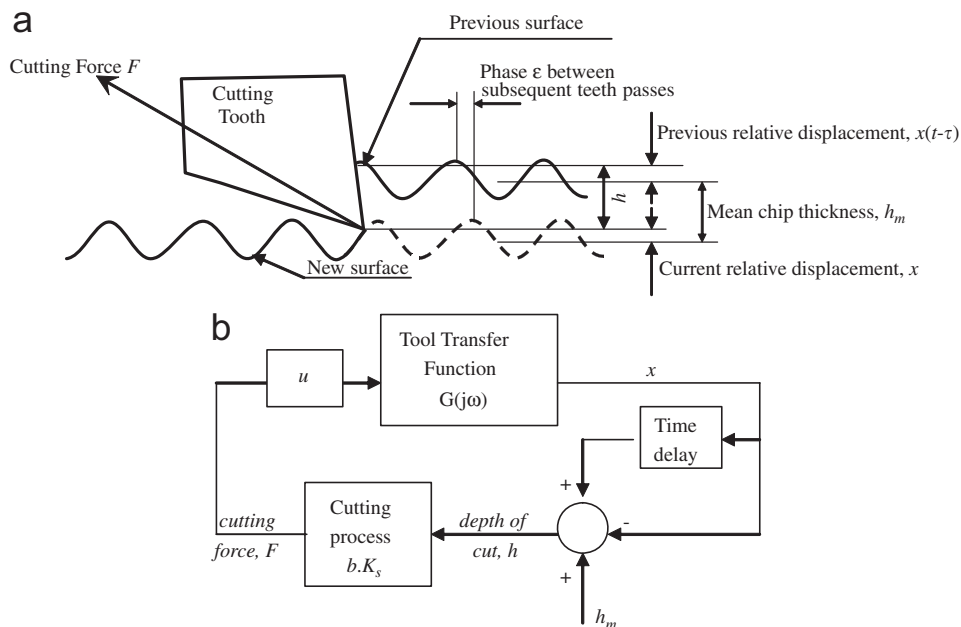 a
Previous surface
Cutting Force F
Cutting
Tooth
Phase ε between
subsequent teeth passes
Previous relative displacement, x(t-τ)
h
Mean chip thickness, hₘ
New surface
Current relative displacement, x
b
u
Tool Transfer
Function
G(jω)
x
Time
delay
+
-
+
Cutting
process
b.Kₛ
cutting
force, F
depth of
cut, h
hₘ